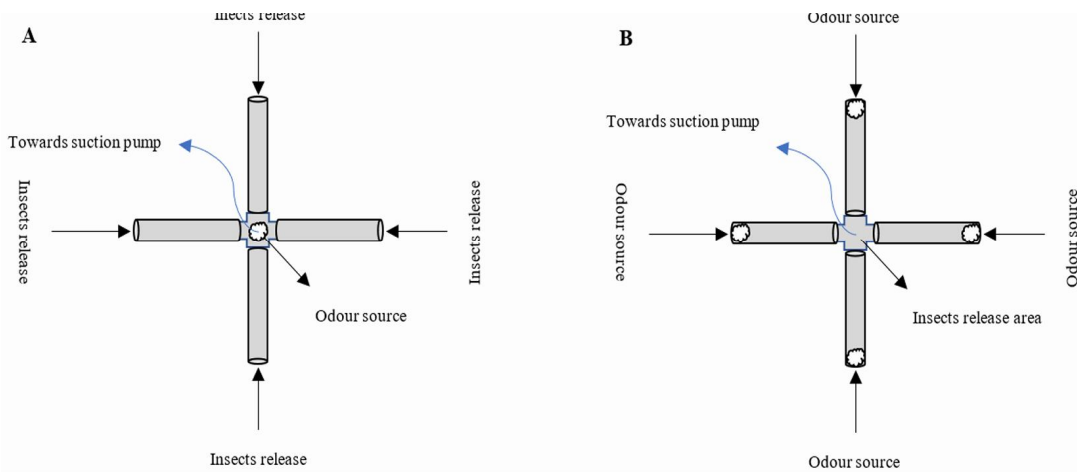 Inects release
A
Towards suction pump
Insects release
Insects release
Odour source
Insects release
Odour source
B
Towards suction pump
Odour source
Odour source
Insects release area
Odour source